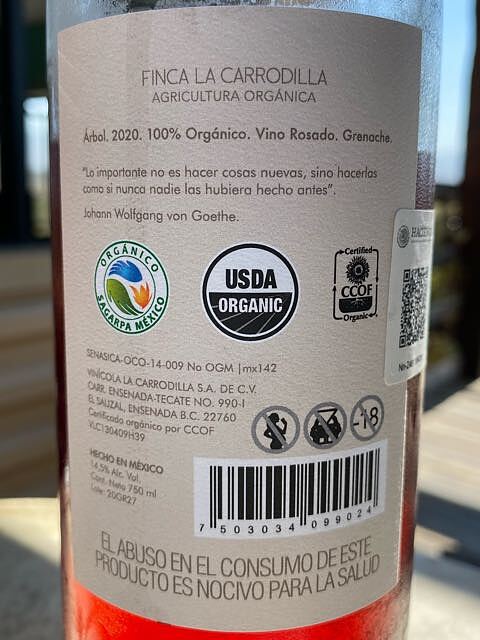 FINCA LA CARRODILLA
AGRICULTURA ORGÁNICA
Árbol. 2020. 100% Orgánico. Vino Rosado. Grenache.
"Lo importante no es hacer cosas nuevas, sino hacerlas
como si nunca nadie las hubiera hecho antes".
Johann Wolfgang von Goethe.
ORGÁNICO
SAGARPA MÉXICO
USDA
ORGANIC
Certified
CCOF
Organic
SENASICA-OCO-14-009 No OGM |mx142
VINÍCOLA LA CARRODILLA S.A. DE C.V.
CARR. ENSENADA-TECATE NO. 990-I
EL SAUZAL, ENSENADA B.C. 22760
Certificado orgánico por CCOF
VLC130409H39
-18
HECHO EN MÉXICO
14.5% Alc. Vol.
Cont. Neto 750 ml
Lote: 20GR27
7 503034 099024
EL ABUSO EN EL CONSUMO DE ESTE
PRODUCTO ES NOCIVO PARA LA SALUD